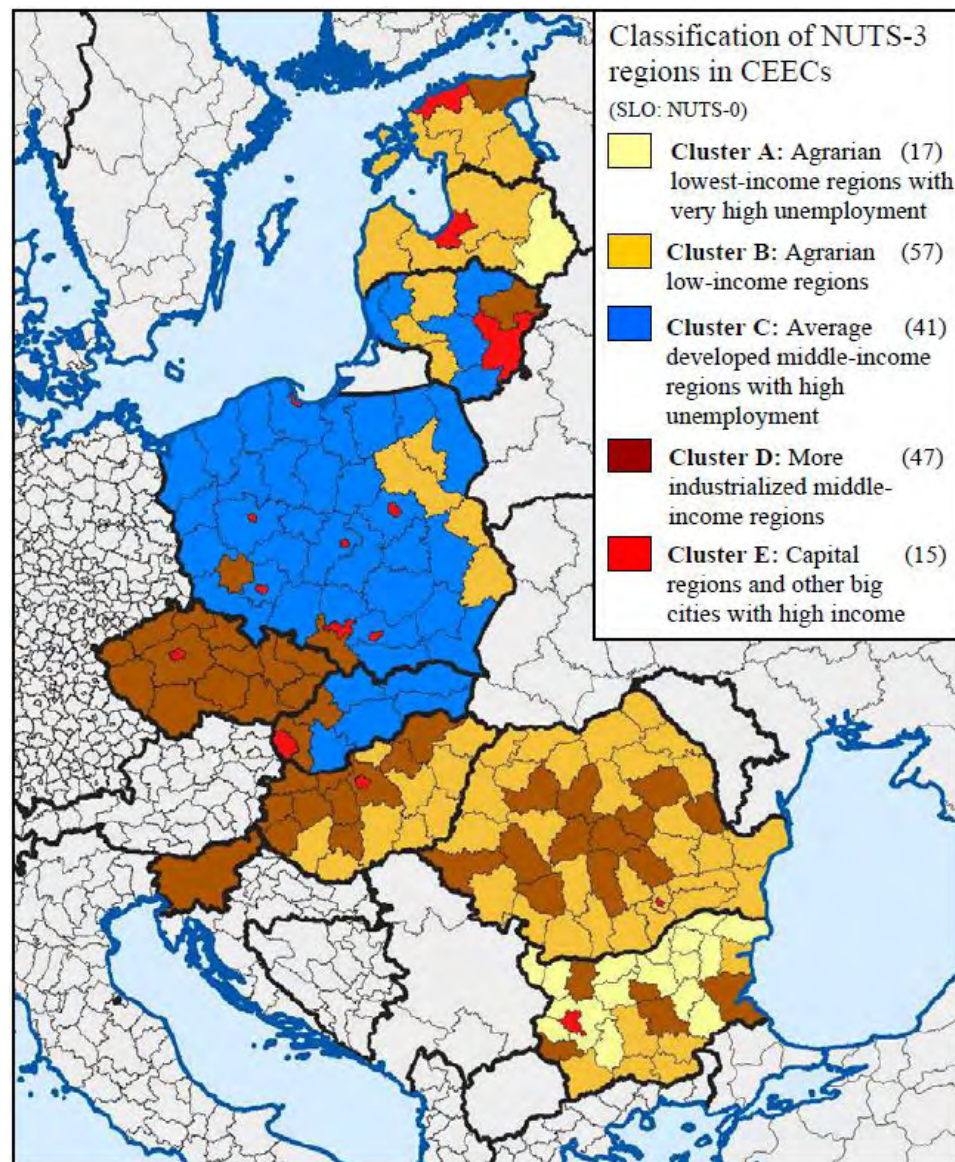 Classification of NUTS-3
regions in CEECs
(SLO: NUTS-0)
Cluster A: Agrarian (17)
lowest-income regions with
very high unemployment
Cluster B: Agrarian (57)
low-income regions
Cluster C: Average (41)
developed middle-income
regions with high
unemployment
Cluster D: More (47)
industrialized middle-
income regions
Cluster E: Capital (15)
regions and other big
cities with high income